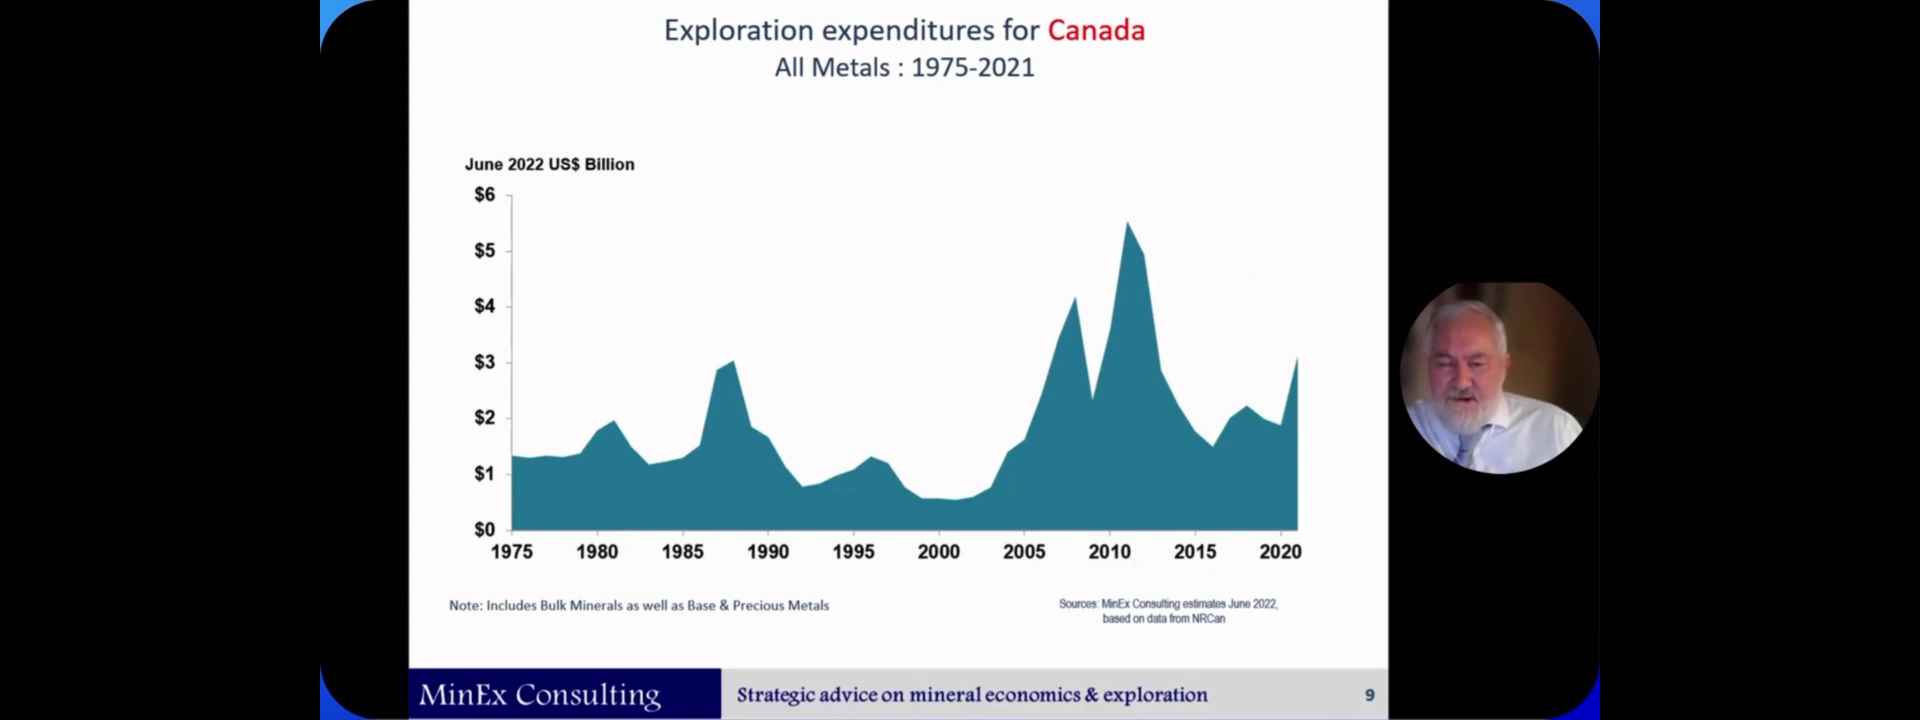 Exploration expenditures for Canada
All Metals : 1975-2021
June 2022 US$ Billion
$6
$5
$4
$3
$2
$1
$0
1975 1980 1985 1990 1995 2000 2005 2010 2015 2020
Note: Includes Bulk Minerals as well as Base & Precious Metals
Sources: MinEx Consulting estimates June 2022,
based on data from NRCan
MinEx Consulting
Strategic advice on mineral economics & exploration
9